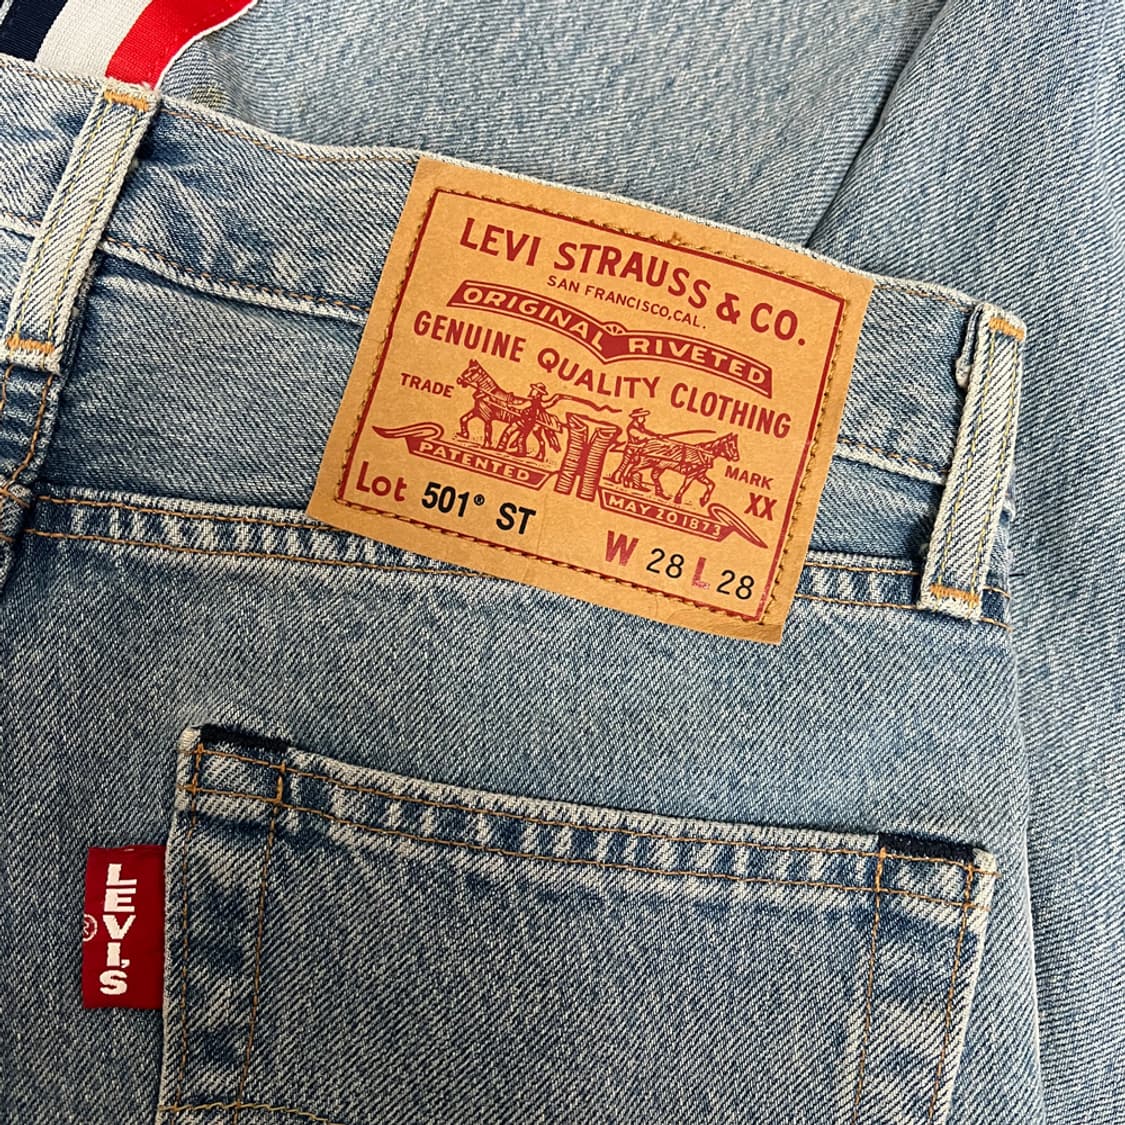 LEVI STRAUSS & CO.
SAN FRANCISCO, CAL.
ORIGINAL RIVETED
GENUINE QUALITY CLOTHING
TRADE MARK
PATENTED MAY 20 1873
XX
Lot 501® ST
W 28 L 28
LEVI'S
®